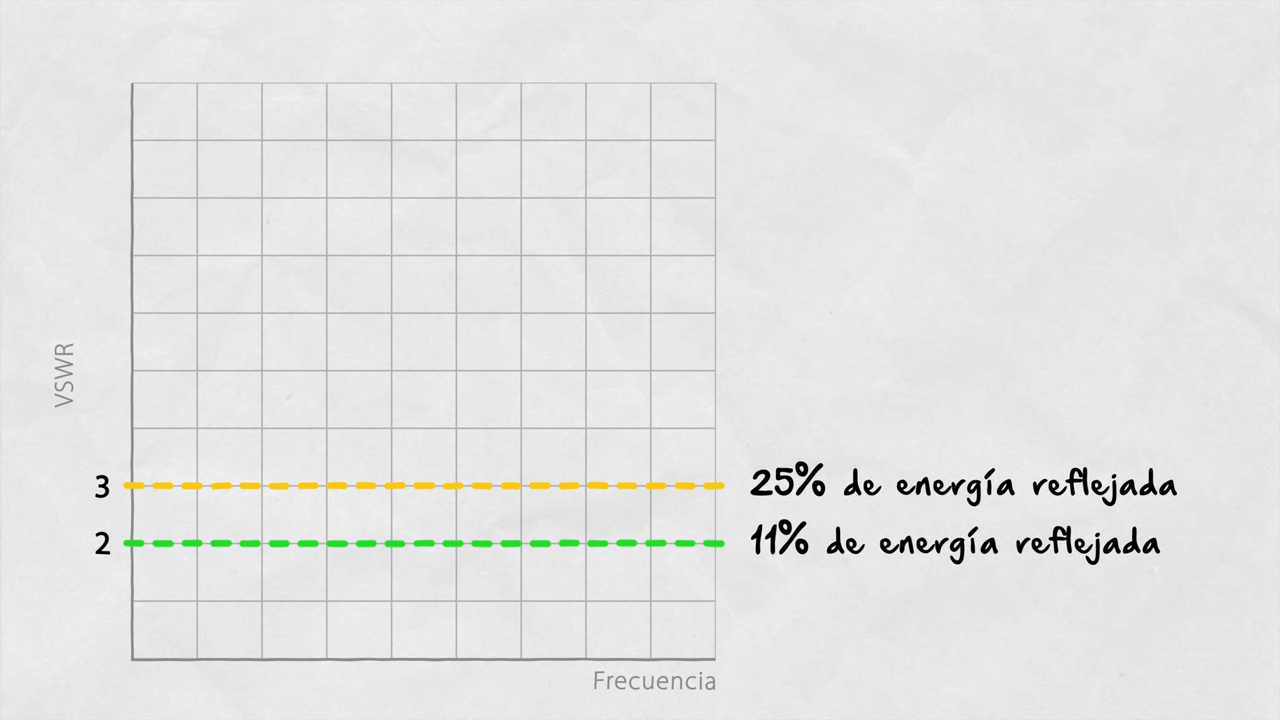 VSWR
3
25% de energía reflejada
2
11% de energía reflejada
Frecuencia